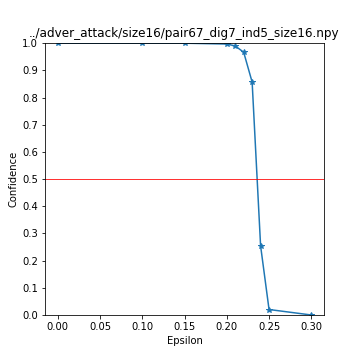 ../adver_attack/size16/pair67_dig7_ind5_size16.npy
1.0
0.9
0.8
0.7
0.6
0.5
0.4
0.3
0.2
0.1
0.0
Confidence
0.00 0.05 0.10 0.15 0.20 0.25 0.30
Epsilon